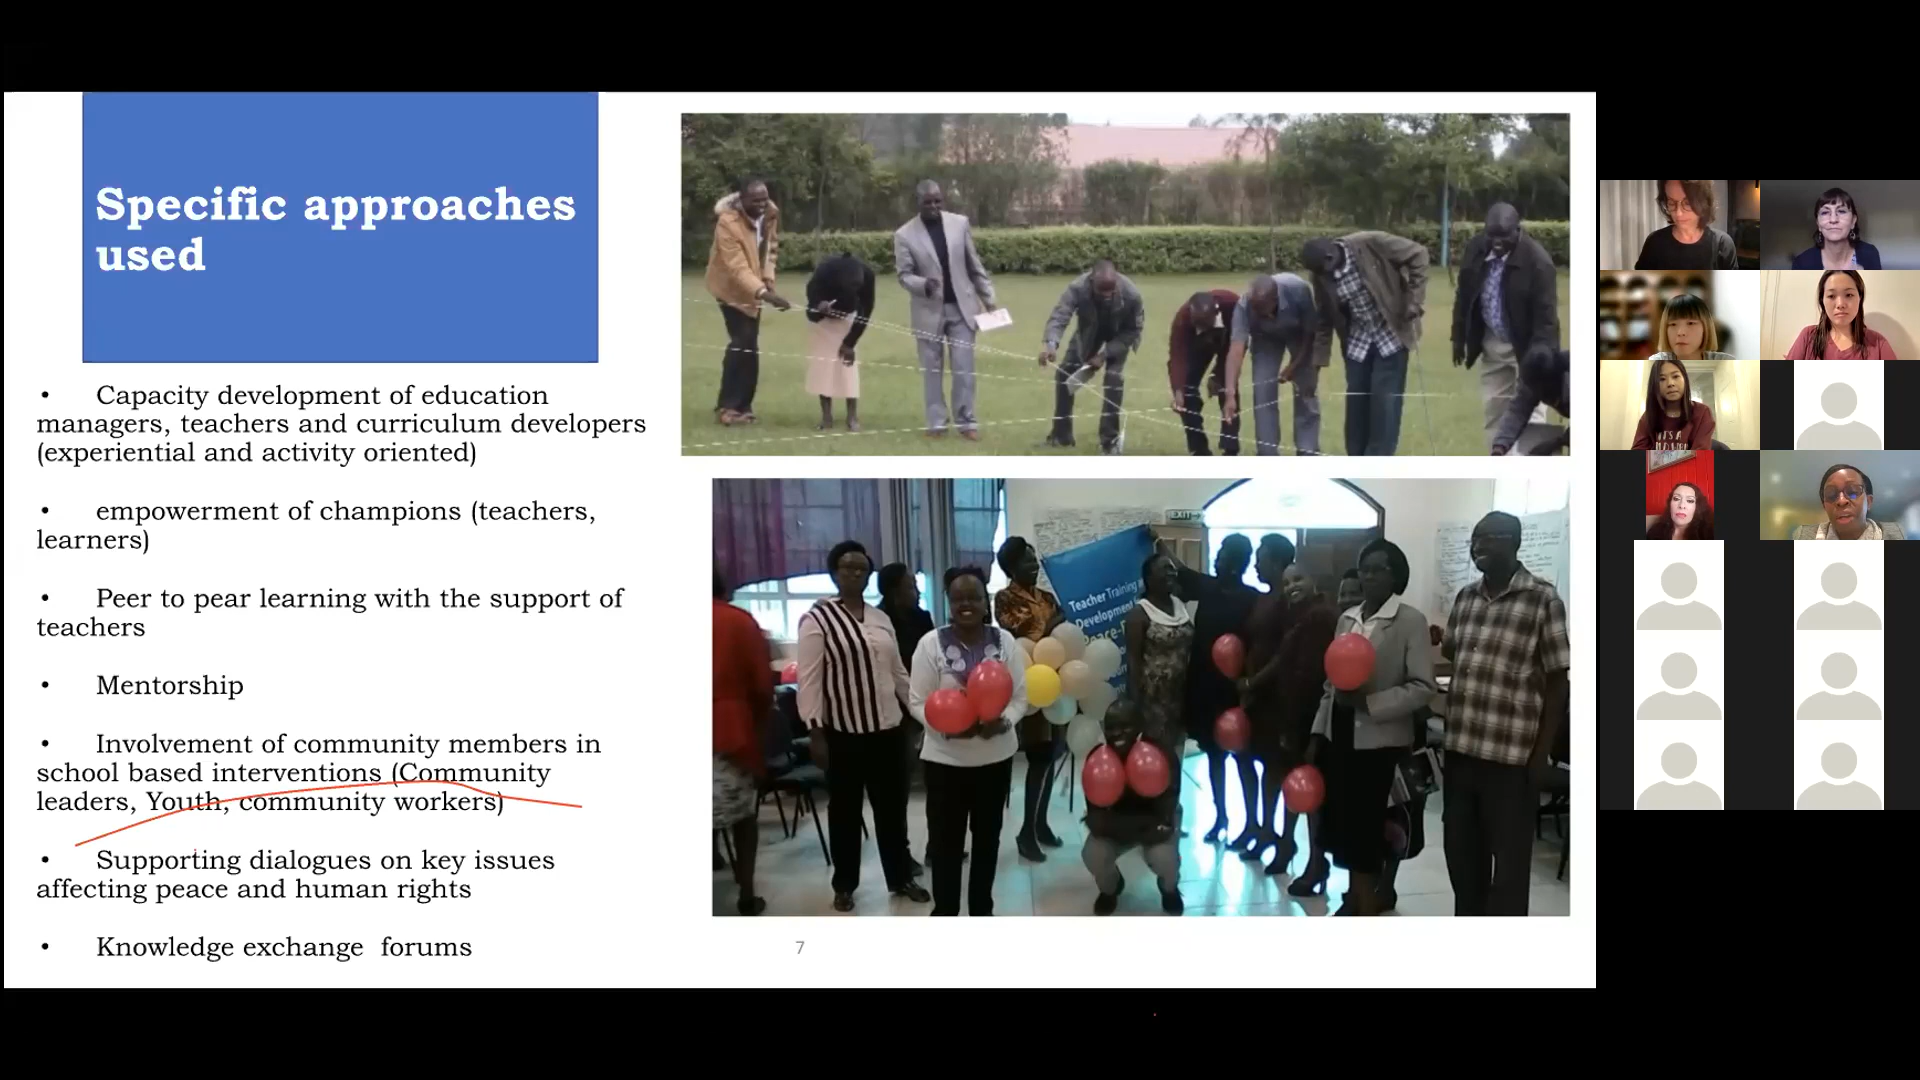 Specific approaches
used
• Capacity development of education
managers, teachers and curriculum developers
(experiential and activity oriented)
• empowerment of champions (teachers,
learners)
• Peer to pear learning with the support of
teachers
• Mentorship
• Involvement of community members in
school based interventions (Community
leaders, Youth, community workers)
• Supporting dialogues on key issues
affecting peace and human rights
• Knowledge exchange  forums
EXIT
Teacher Training
Development
7